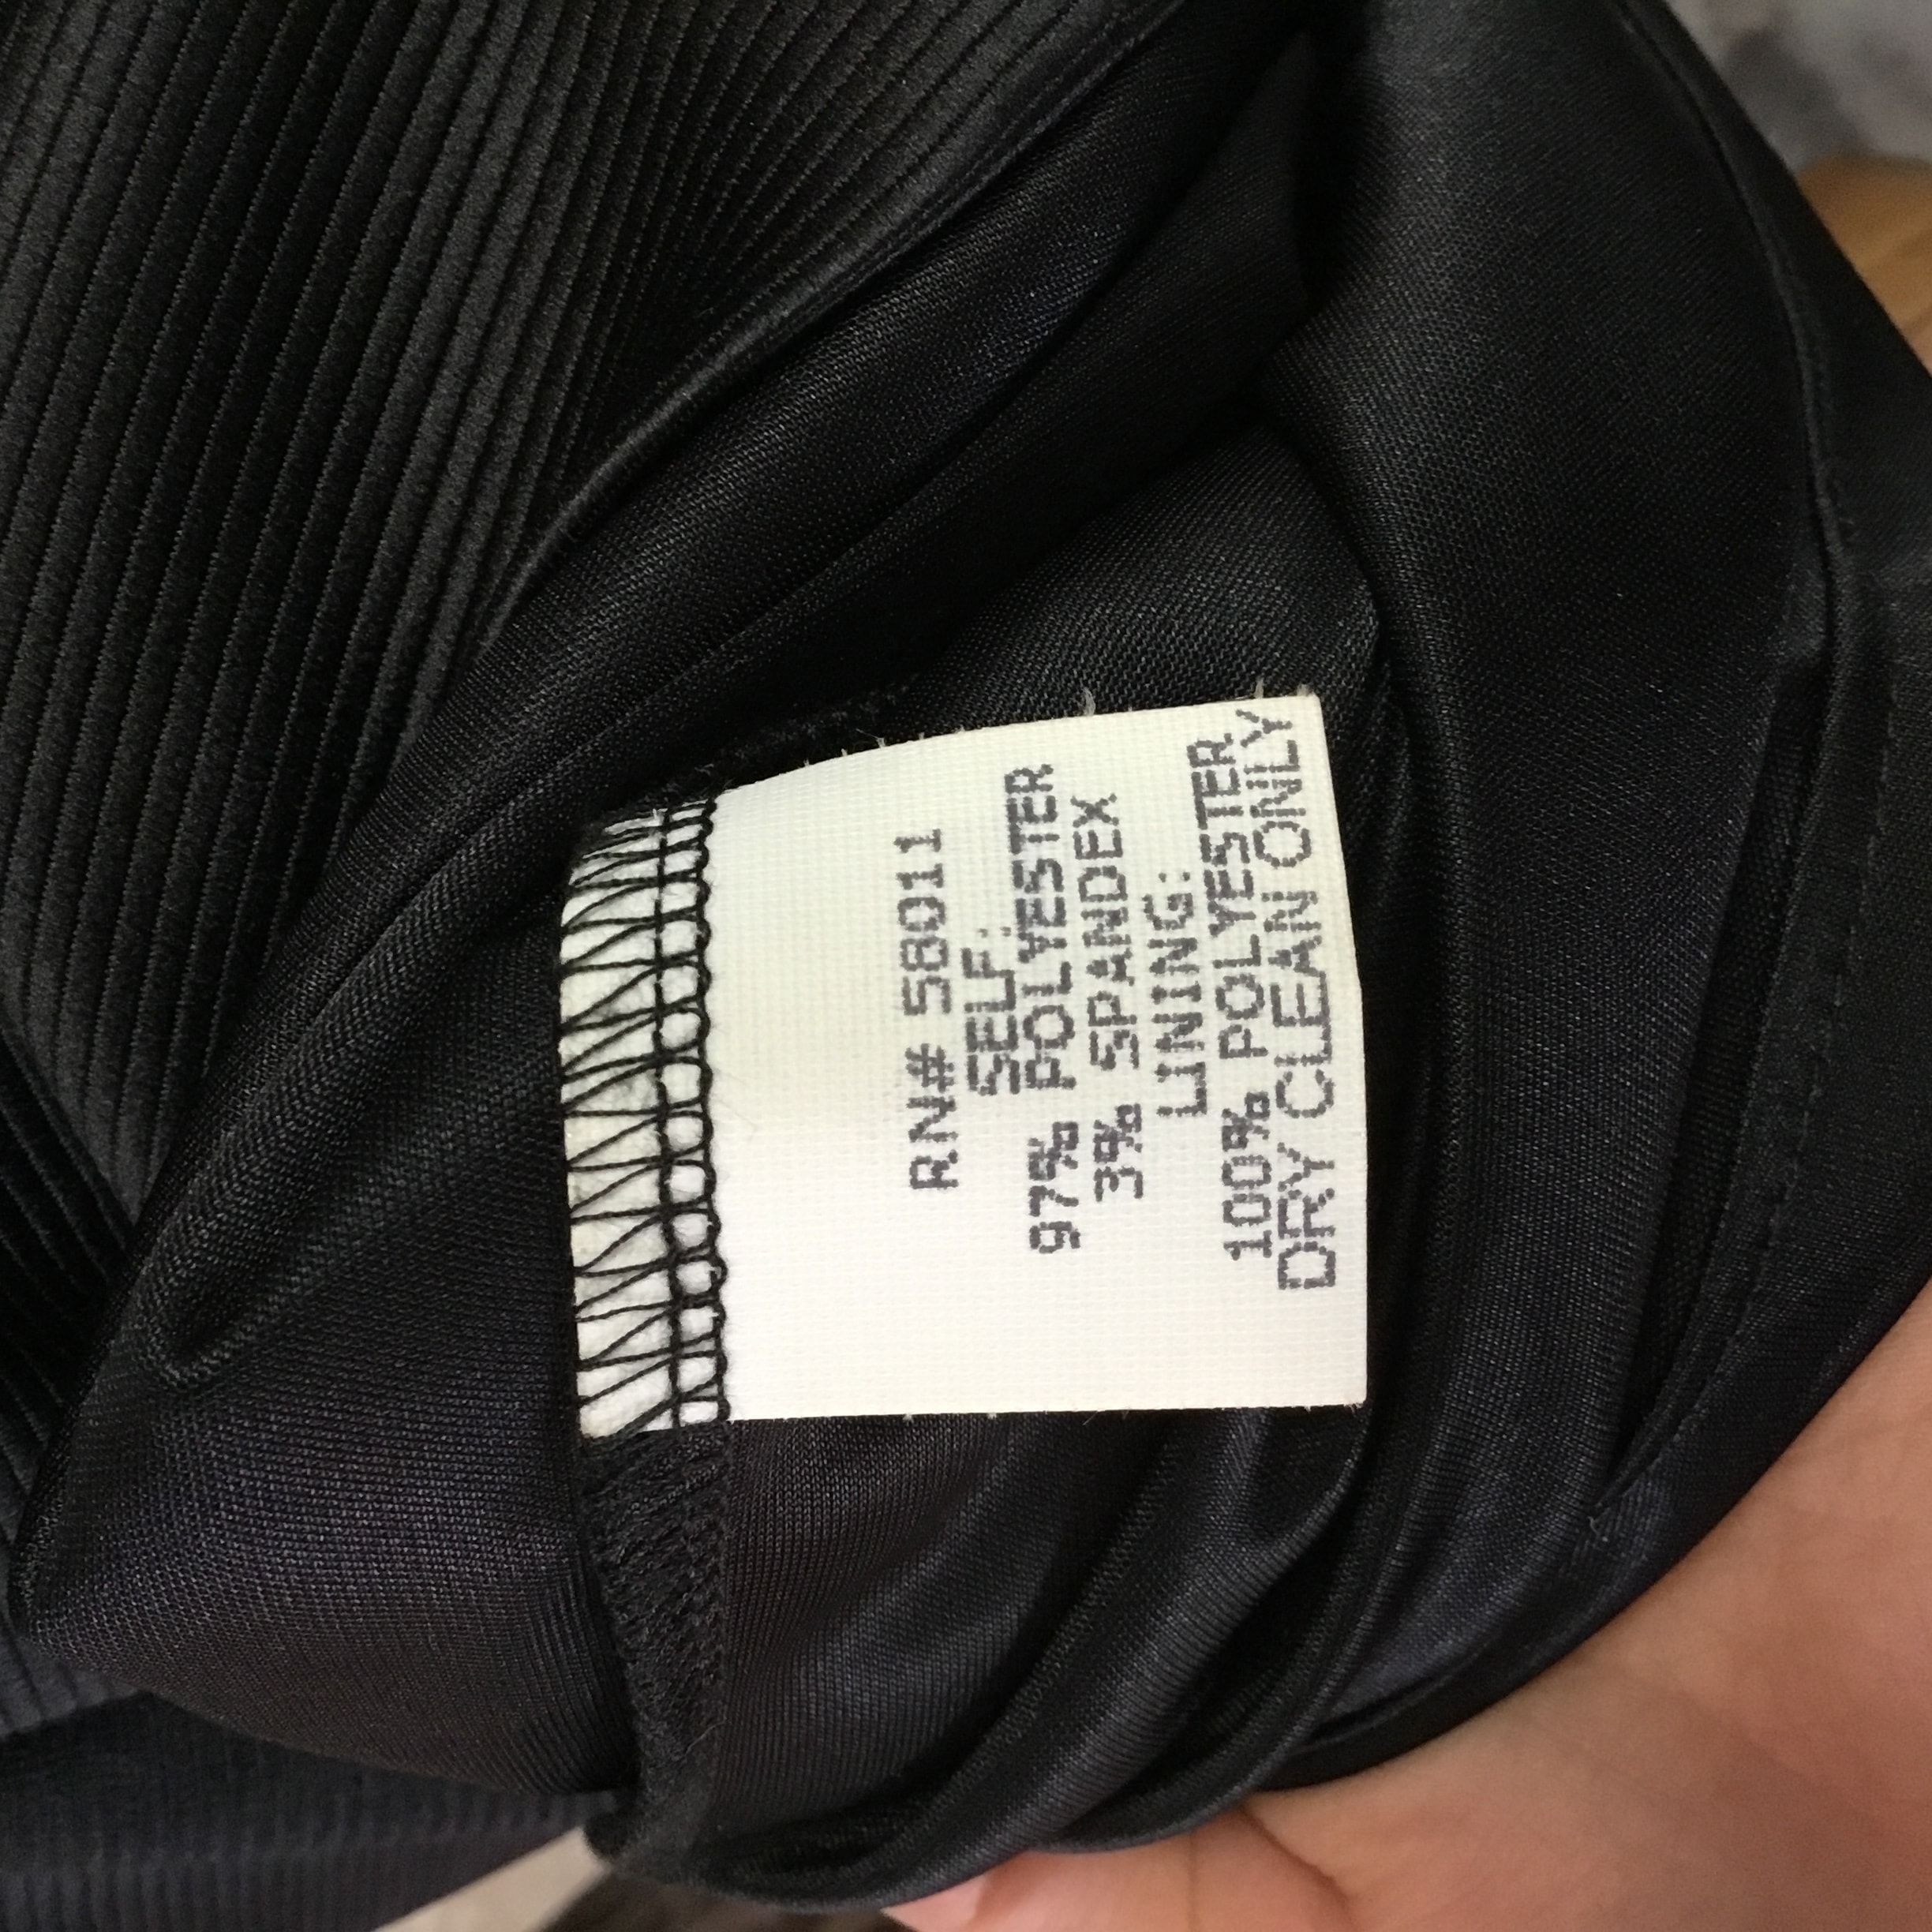 RN# 58011
SELF:
97% POLYESTER
3% SPANDEX
LINING:
100% POLYESTER
DRY CLEAN ONLY